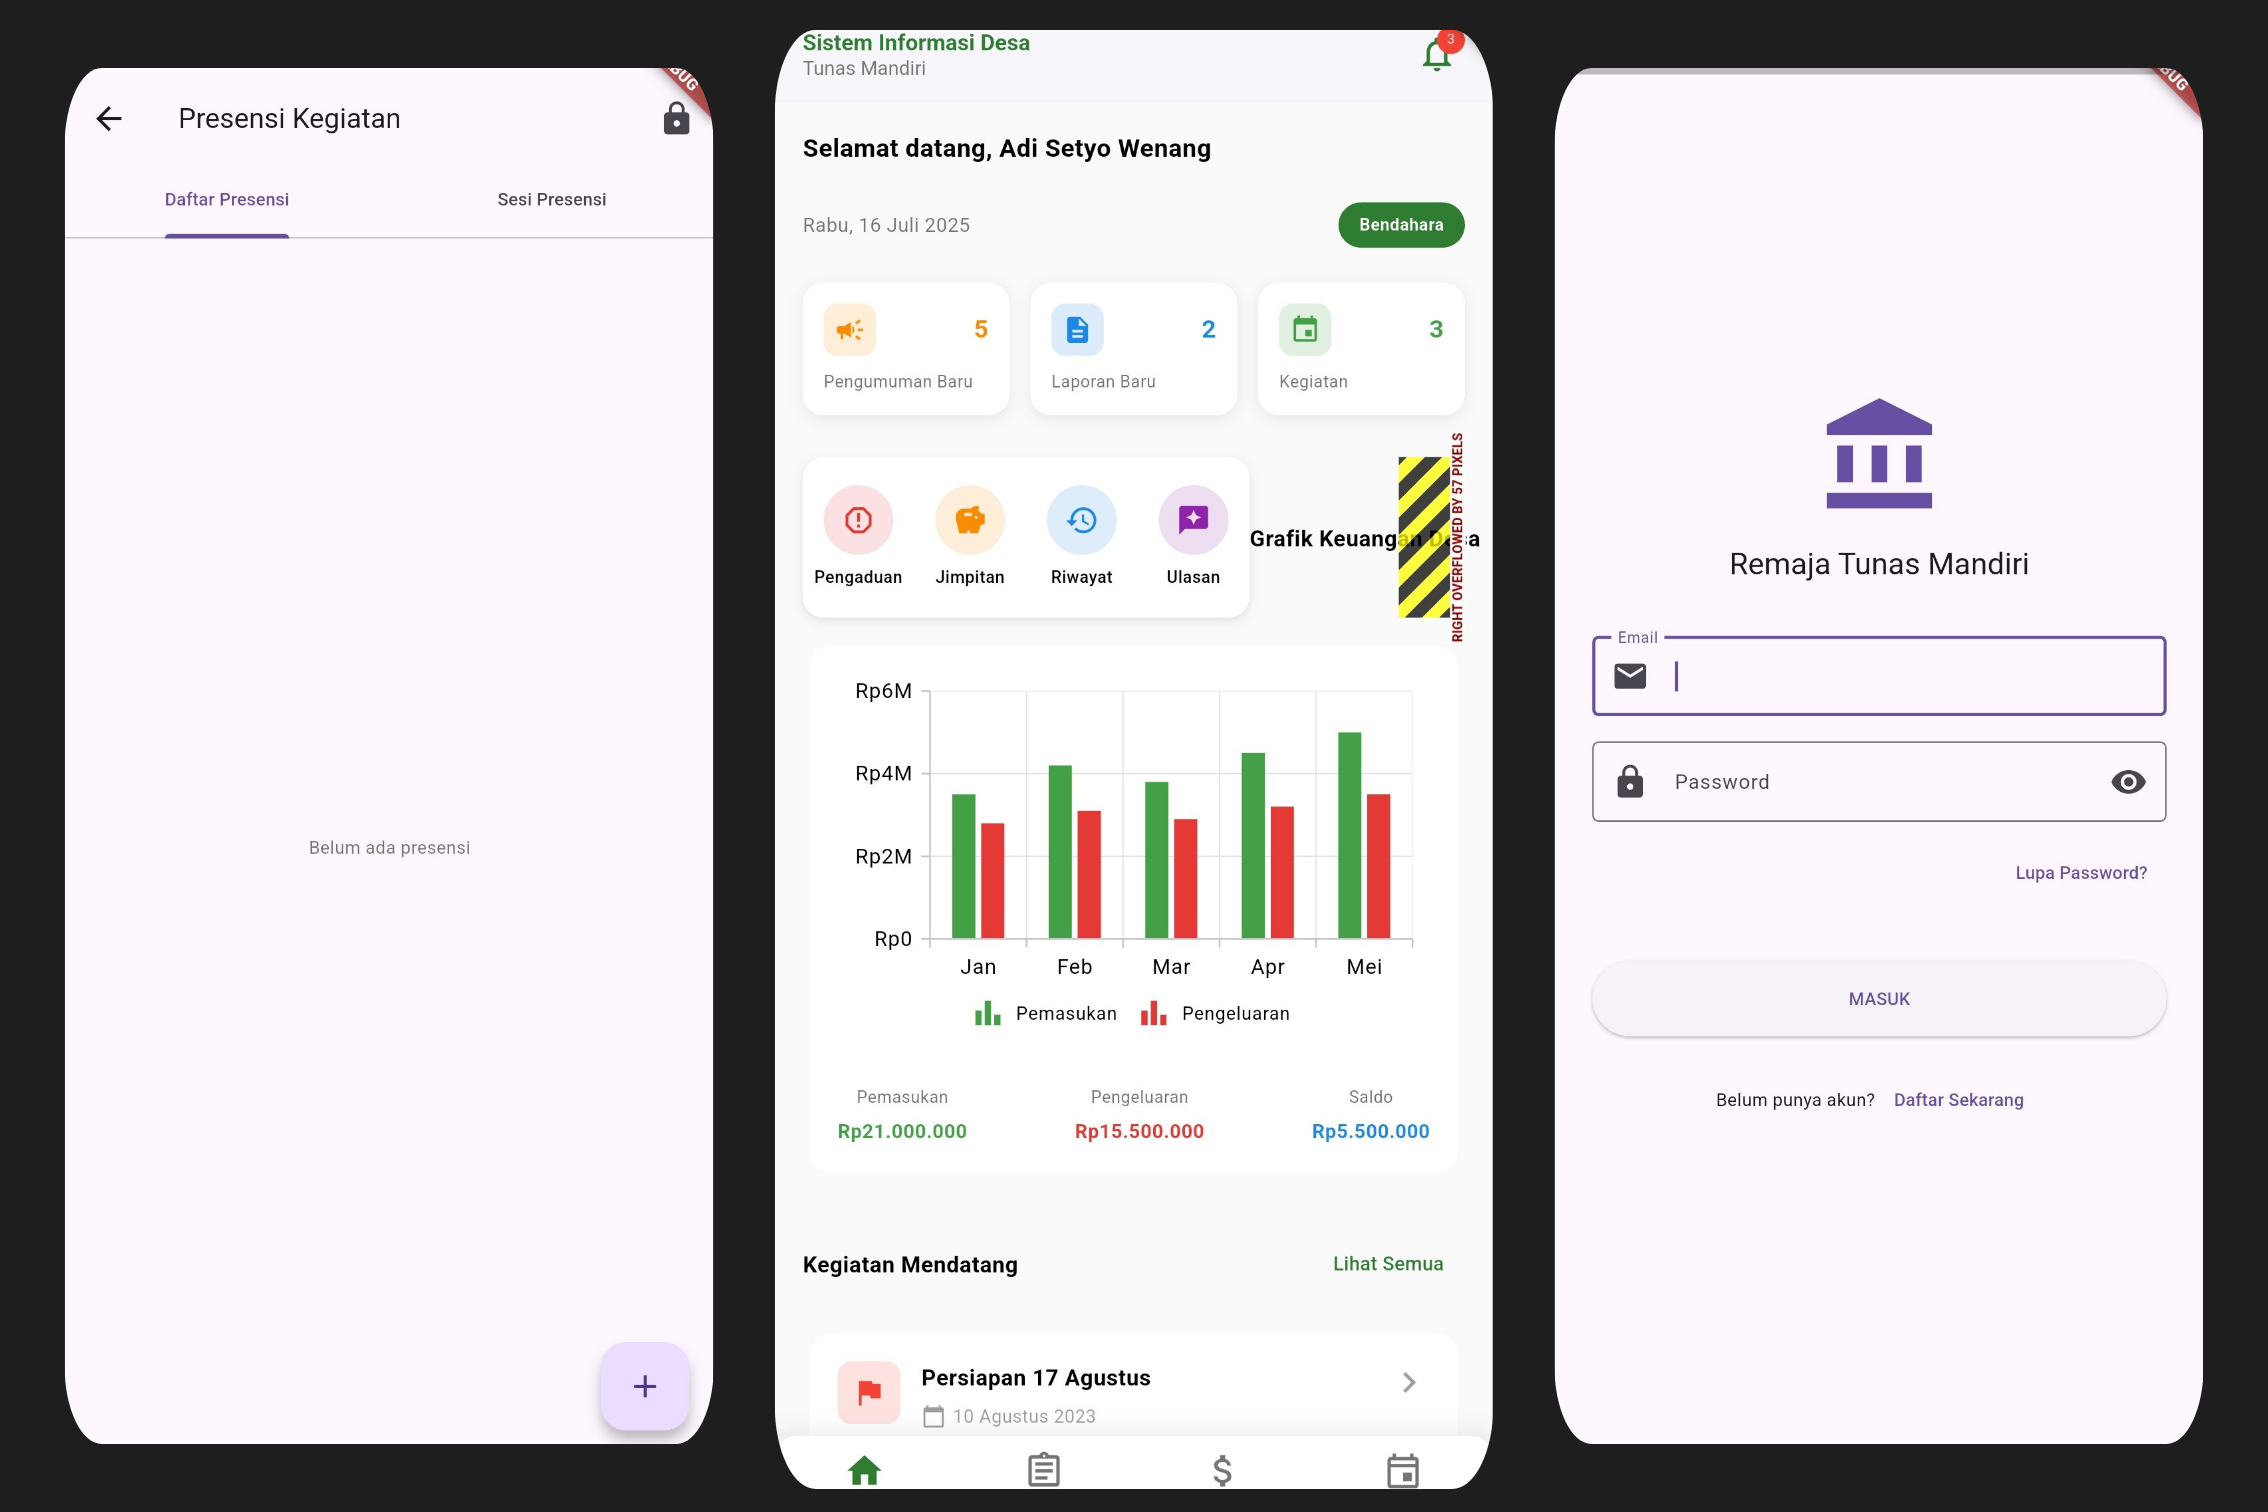 BUG
Presensi Kegiatan
Daftar Presensi
Sesi Presensi
Belum ada presensi
Sistem Informasi Desa
3
Tunas Mandiri
Selamat datang, Adi Setyo Wenang
Rabu, 16 Juli 2025
Bendahara
5
2
3
Pengumuman Baru
Laporan Baru
Kegiatan
Pengaduan
Jimpitan
Riwayat
Ulasan
Grafik Keuangan Desa
RIGHT OVERFLOWED BY 57 PIXELS
Rp6M
Rp4M
Rp2M
Rp0
Jan
Feb
Mar
Apr
Mei
Pemasukan
Pengeluaran
Pemasukan
Pengeluaran
Saldo
Rp21.000.000
Rp15.500.000
Rp5.500.000
Kegiatan Mendatang
Lihat Semua
Persiapan 17 Agustus
10 Agustus 2023
BUG
Remaja Tunas Mandiri
Email
Password
Lupa Password?
MASUK
Belum punya akun? Daftar Sekarang